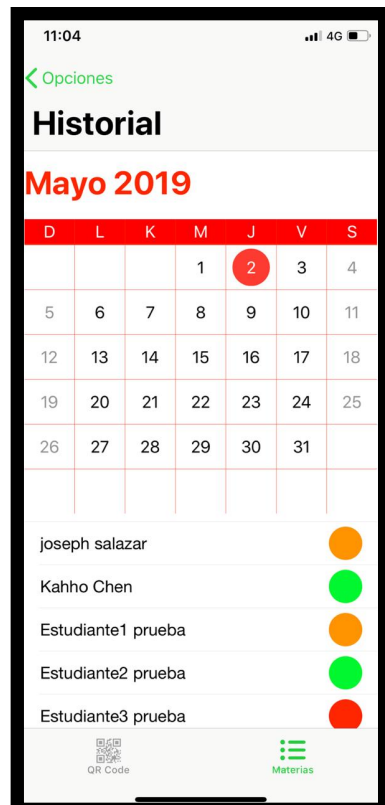 11:04 4G
Opciones
Historial
Mayo 2019
D L K M J V S
1 2 3 4
5 6 7 8 9 10 11
12 13 14 15 16 17 18
19 20 21 22 23 24 25
26 27 28 29 30 31
joseph salazar
Kahho Chen
Estudiante1 prueba
Estudiante2 prueba
Estudiante3 prueba
QR Code Materias